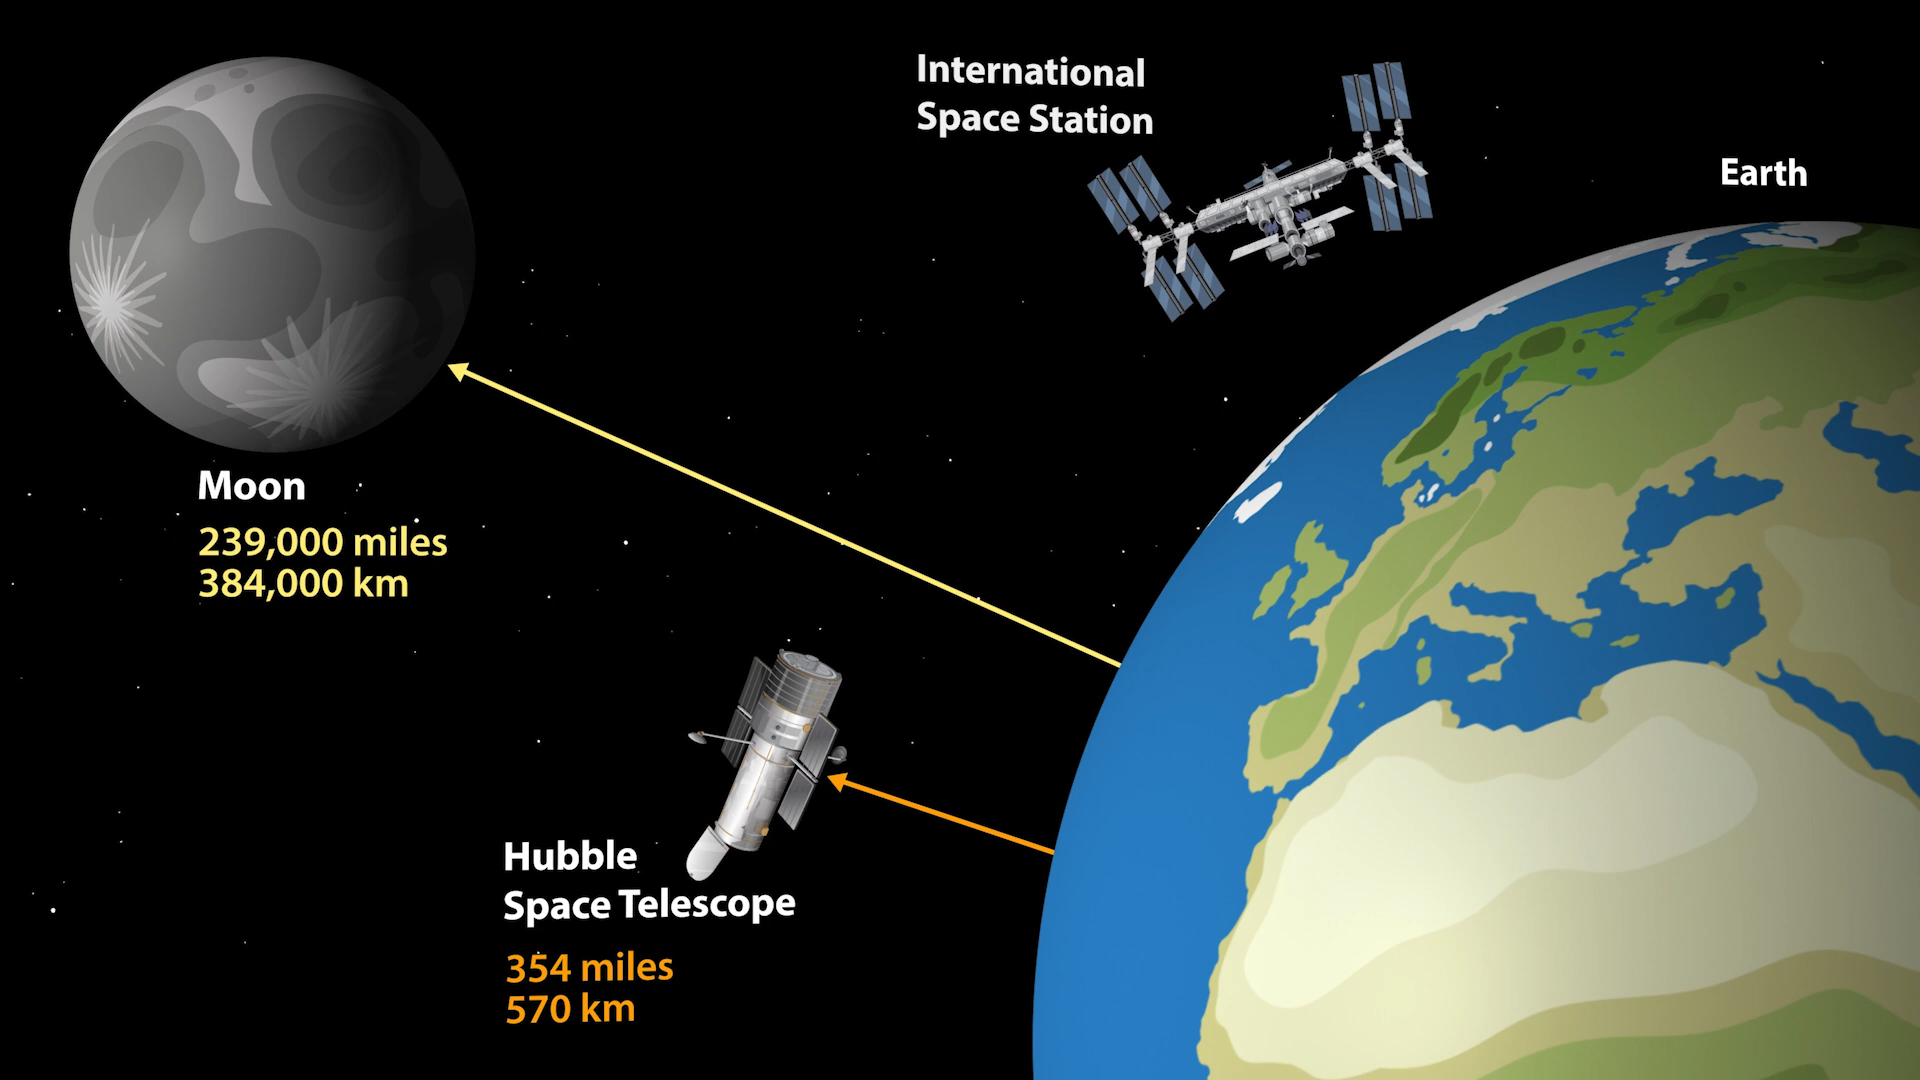 International
Space Station
Earth
Moon
239,000 miles
384,000 km
Hubble
Space Telescope
354 miles
570 km